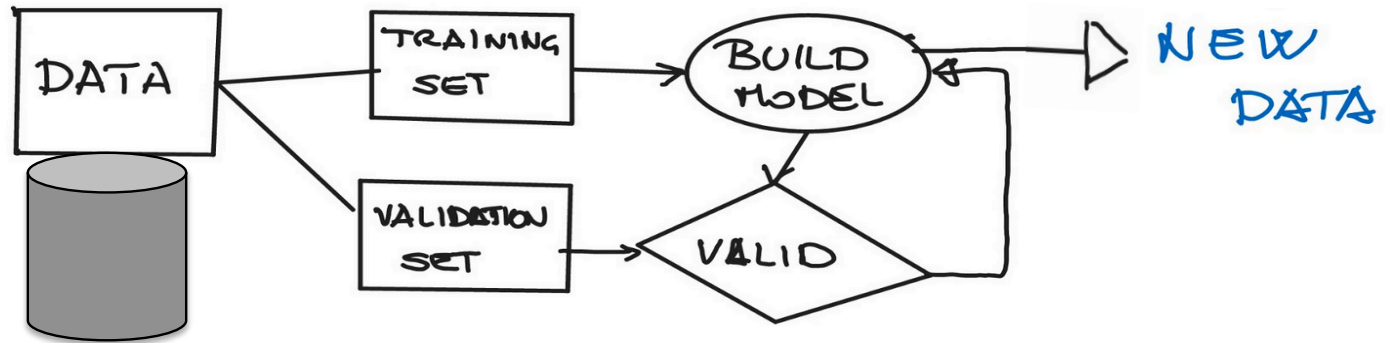 DATA
TRAINING
SET
BUILD
MODEL
NEW
DATA
VALIDATION
SET
VALID